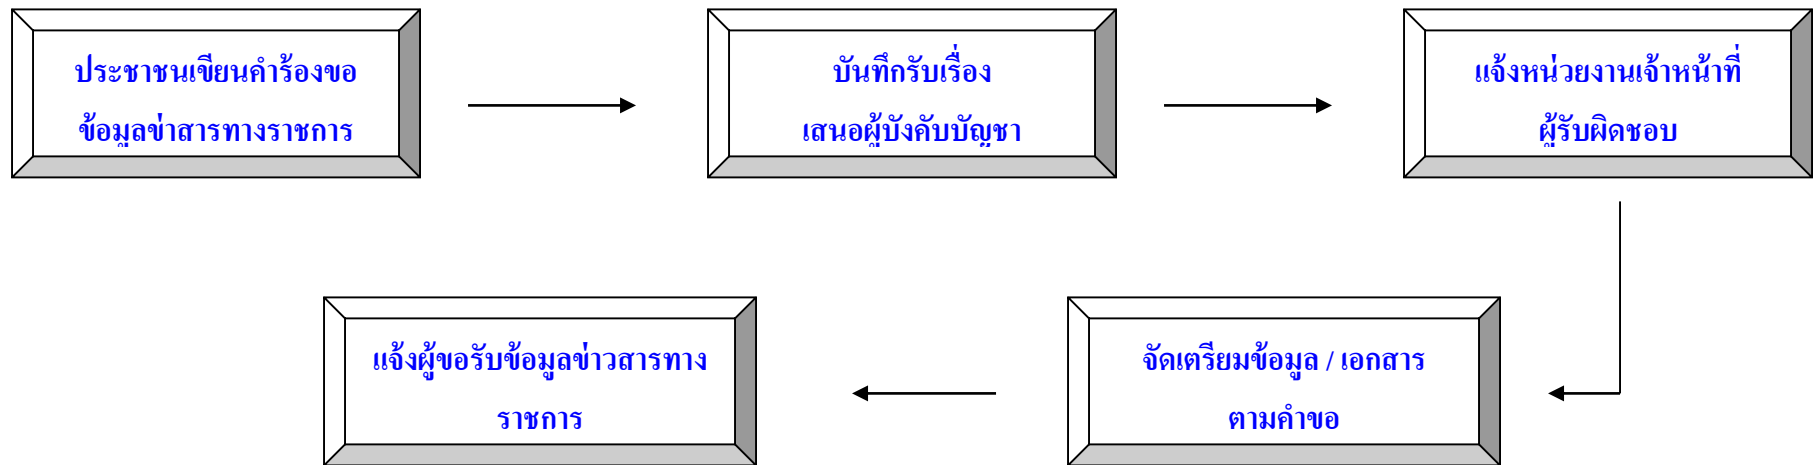 ประชาชนเขียนคำร้องขอ
ข้อมูลข่าสารทางราชการ
บันทึกรับเรื่อง
เสนอผู้บังคับบัญชา
แจ้งหน่วยงานเจ้าหน้าที่
ผู้รับผิดชอบ
จัดเตรียมข้อมูล / เอกสาร
ตามคำขอ
แจ้งผู้ขอรับข้อมูลข่าวสารทาง
ราชการ